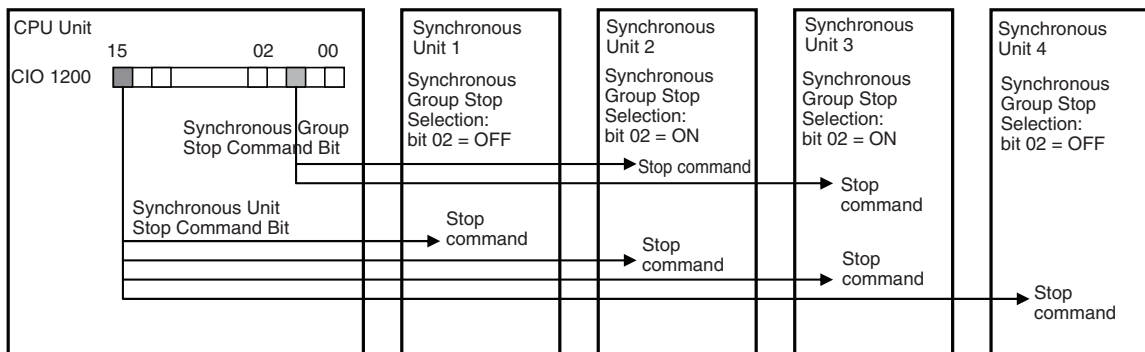 CPU Unit
15 02 00
CIO 1200
Synchronous Group
Stop Command Bit
Synchronous Unit
Stop Command Bit
Synchronous
Unit 1
Synchronous
Group Stop
Selection:
bit 02 = OFF
Stop
command
Synchronous
Unit 2
Synchronous
Group Stop
Selection:
bit 02 = ON
Stop command
Stop
command
Synchronous
Unit 3
Synchronous
Group Stop
Selection:
bit 02 = ON
Stop
command
Stop
command
Synchronous
Unit 4
Synchronous
Group Stop
Selection:
bit 02 = OFF
Stop
command